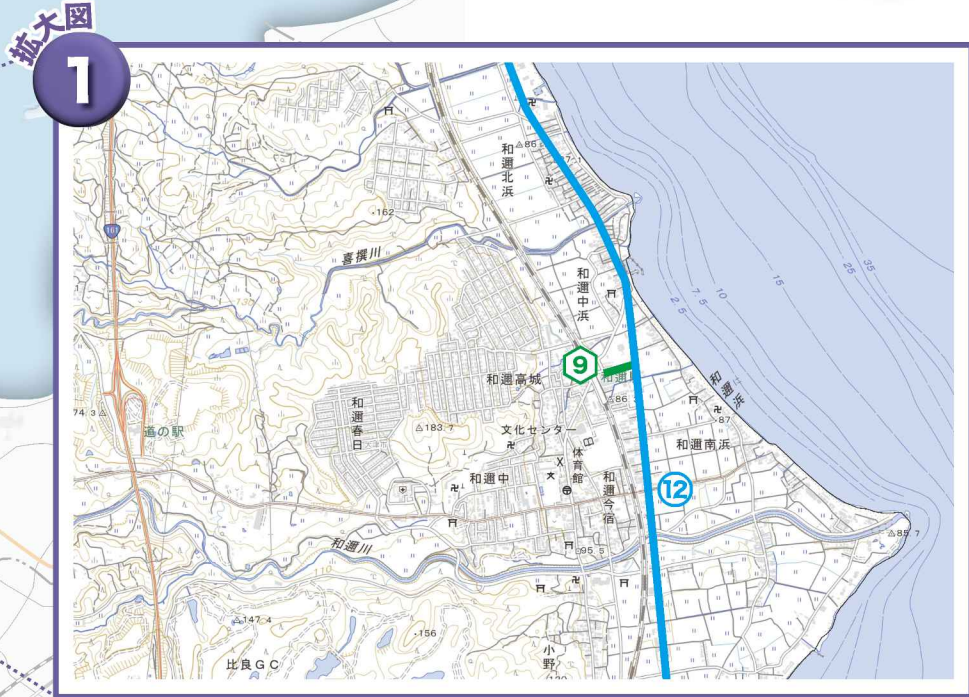 拡大図
1
和邇北浜
△86
87.1
・162
161
喜撰川
130
和邇中浜
9
和邇高城
和邇浜
2.5
7.5
10
15
25
35
△86
・87
74.3△
道の駅
和邇春日
△183.7
文化センター
体育館
和邇南浜
和邇中
和邇今宿
12
和邇川
95.5
△85.7
110
△147.4
・156
比良GC
小野